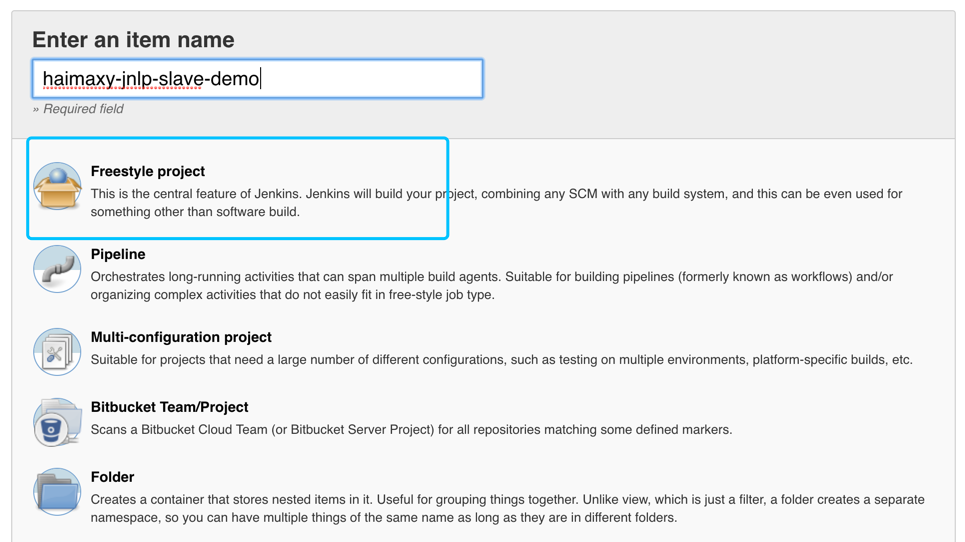 Enter an item name
haimaxy-jnlp-slave-demo
» Required field
Freestyle project
This is the central feature of Jenkins. Jenkins will build your project, combining any SCM with any build system, and this can be even used for
something other than software build.
Pipeline
Orchestrates long-running activities that can span multiple build agents. Suitable for building pipelines (formerly known as workflows) and/or
organizing complex activities that do not easily fit in free-style job type.
Multi-configuration project
Suitable for projects that need a large number of different configurations, such as testing on multiple environments, platform-specific builds, etc.
Bitbucket Team/Project
Scans a Bitbucket Cloud Team (or Bitbucket Server Project) for all repositories matching some defined markers.
Folder
Creates a container that stores nested items in it. Useful for grouping things together. Unlike view, which is just a filter, a folder creates a separate
namespace, so you can have multiple things of the same name as long as they are in different folders.